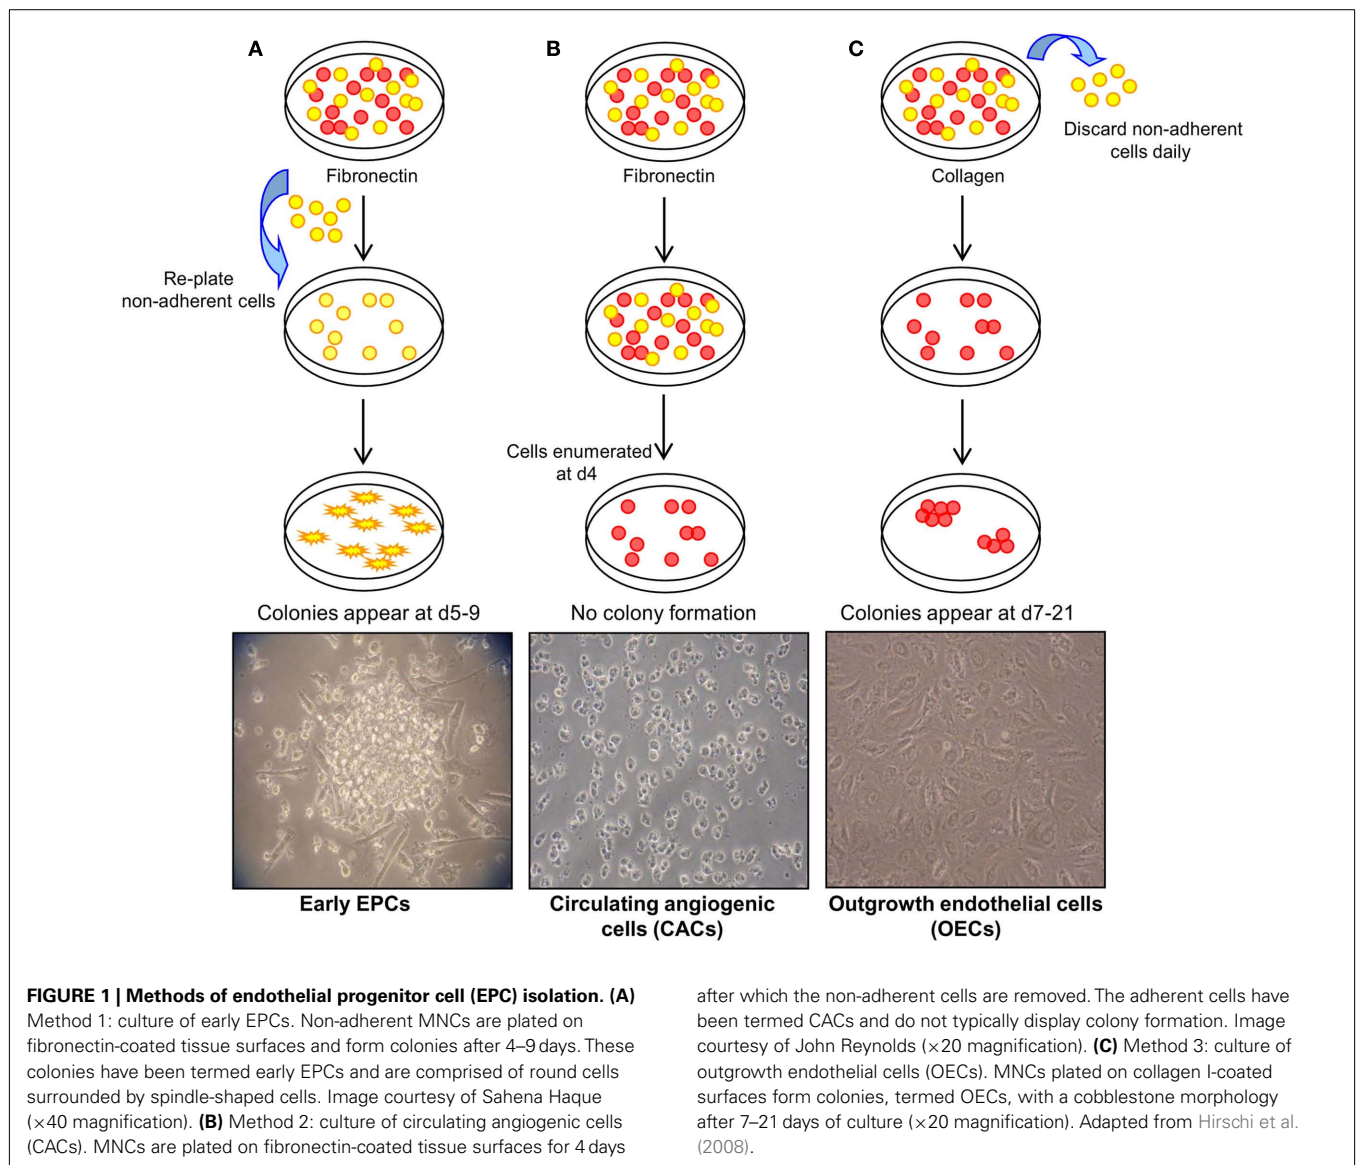 A
B
C
Discard non-adherent
cells daily
Fibronectin
Fibronectin
Collagen
Re-plate
non-adherent cells
Cells enumerated
at d4
Colonies appear at d5-9
No colony formation
Colonies appear at d7-21
Early EPCs
Circulating angiogenic
cells (CACs)
Outgrowth endothelial cells
(OECs)
FIGURE 1 | Methods of endothelial progenitor cell (EPC) isolation. (A)
Method 1: culture of early EPCs. Non-adherent MNCs are plated on
fibronectin-coated tissue surfaces and form colonies after 4–9 days. These
colonies have been termed early EPCs and are comprised of round cells
surrounded by spindle-shaped cells. Image courtesy of Sahena Haque
(×40 magnification). (B) Method 2: culture of circulating angiogenic cells
(CACs). MNCs are plated on fibronectin-coated tissue surfaces for 4 days
after which the non-adherent cells are removed. The adherent cells have
been termed CACs and do not typically display colony formation. Image
courtesy of John Reynolds (×20 magnification). (C) Method 3: culture of
outgrowth endothelial cells (OECs). MNCs plated on collagen I-coated
surfaces form colonies, termed OECs, with a cobblestone morphology
after 7–21 days of culture (×20 magnification). Adapted from Hirschi et al.
(2008).